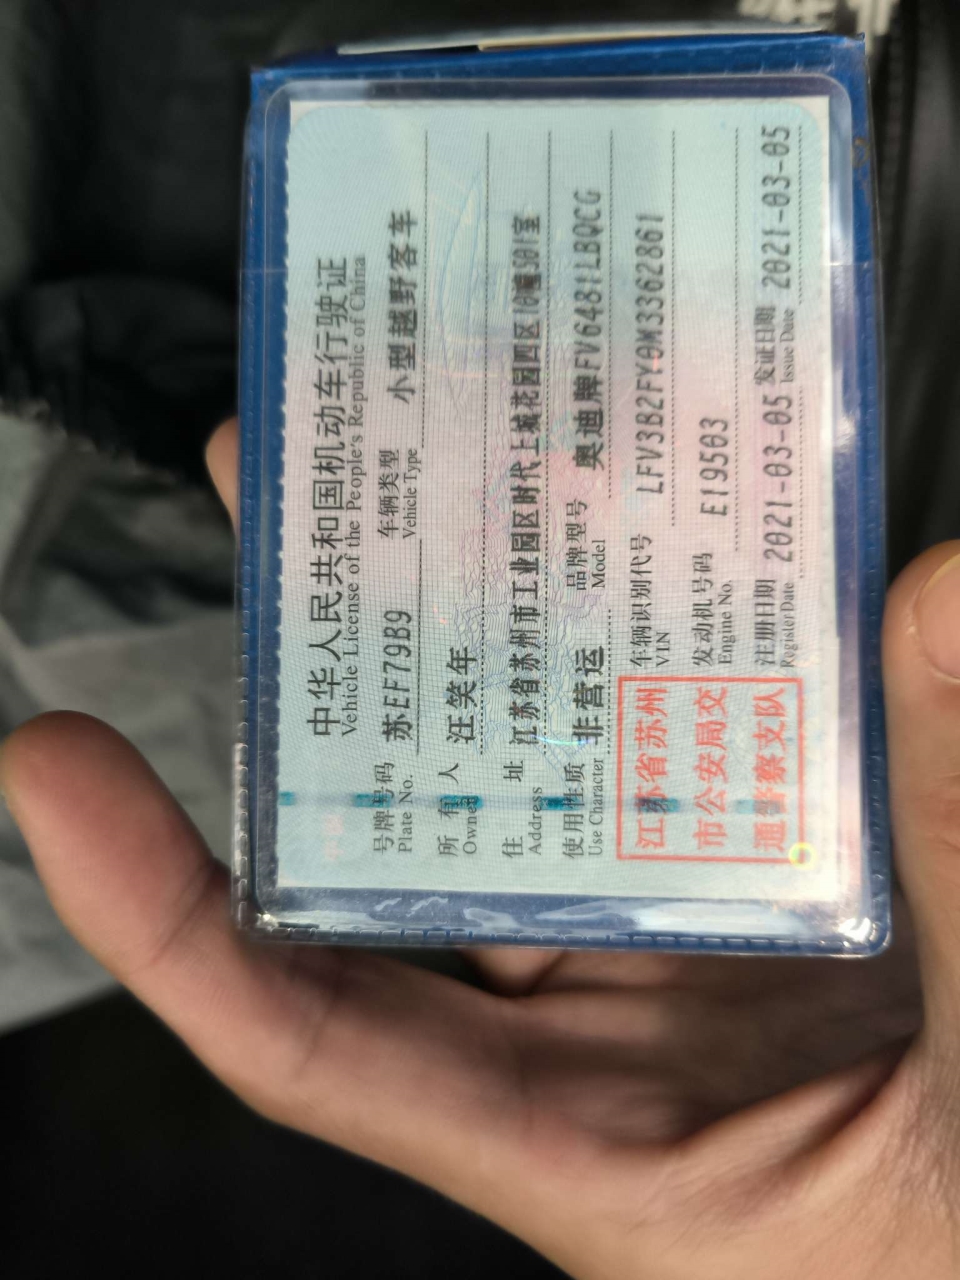 中华人民共和国机动车行驶证
Vehicle License of the People's Republic of China
号牌号码 苏EF79B9 车辆类型 小型越野客车
Plate No. Vehicle Type
所有人 汪笑年
Owner
住址 江苏省苏州市工业园区时代上城花园四区10幢501室
Address
使用性质 非营运 品牌型号 奥迪牌FV6481LBQCG
Use Character Model
江苏省苏州
市公安局交
通警察支队
车辆识别代号 LFV3B2FY0M3362861
VIN
发动机号码 E19503
Engine No.
注册日期 2021-03-05 发证日期 2021-03-05
Register Date Issue Date